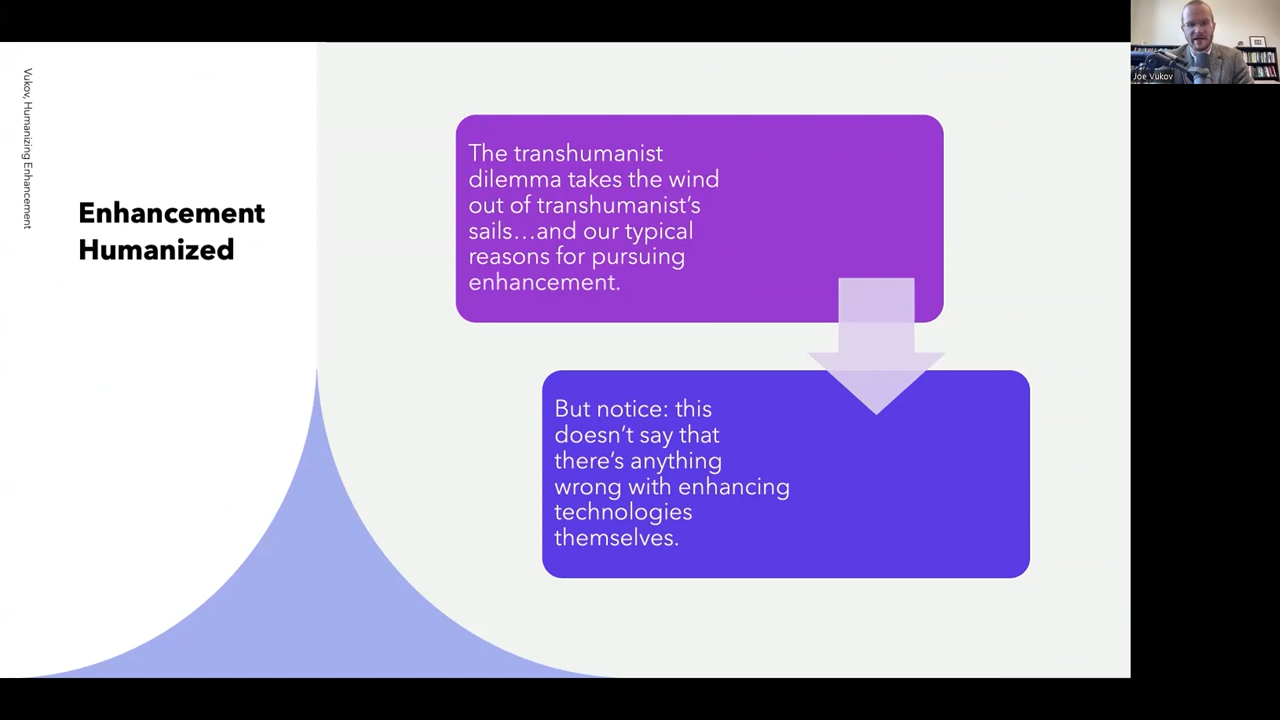 Vukov, Humanizing Enhancement
Enhancement
Humanized
The transhumanist
dilemma takes the wind
out of transhumanist’s
sails…and our typical
reasons for pursuing
enhancement.
But notice: this
doesn’t say that
there’s anything
wrong with enhancing
technologies
themselves.
Joe Vukov